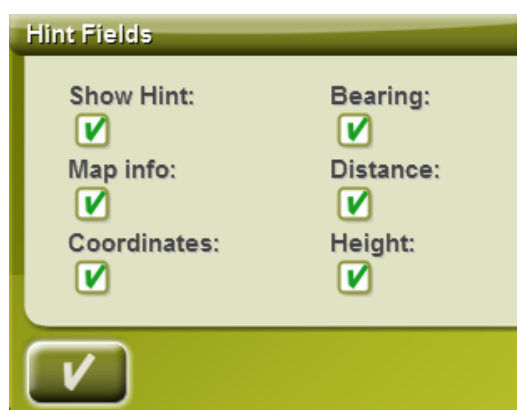 Hint Fields
Show Hint: Bearing:
Map info: Distance:
Coordinates: Height: